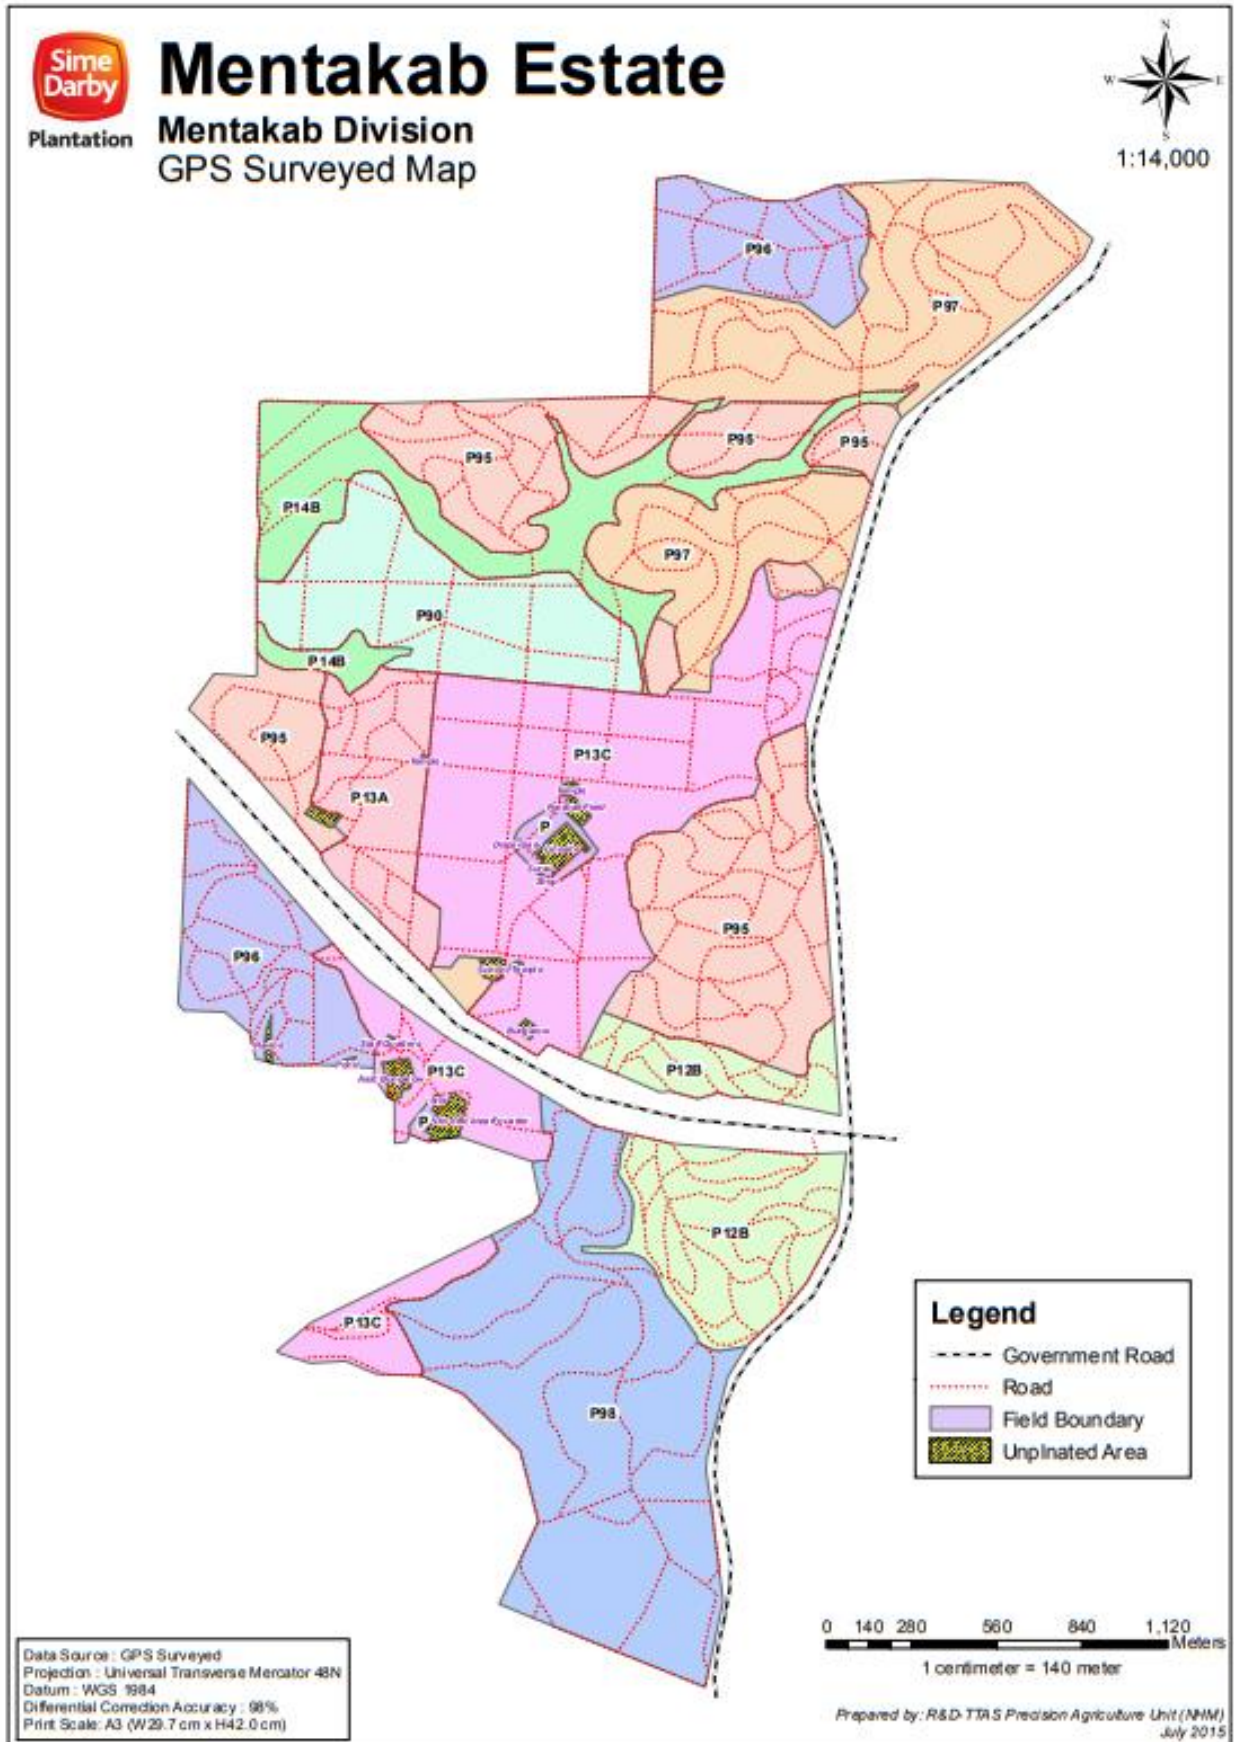 Sime
Darby
Plantation
Mentakab Estate
Mentakab Division
GPS Surveyed Map
N
W
E
S
1:14,000
P96
P97
P95
P95
P95
P14B
P97
P90
P14B
P95
P13C
P13A
Temple
P
P95
P96
P12B
P13C
P
P12B
P13C
P98
Legend
Government Road
Road
Field Boundary
Unplnated Area
0 140 280 560 840 1,120
Meters
1 centimeter = 140 meter
Data Source : GPS Surveyed
Projection : Universal Transverse Mercator 48N
Datum : WGS 1984
Differential Correction Accuracy : 98%
Print Scale: A3 (W29.7 cm x H42.0 cm)
Prepared by: R&D-TTAS Precision Agriculture Unit (NHM)
July 2015